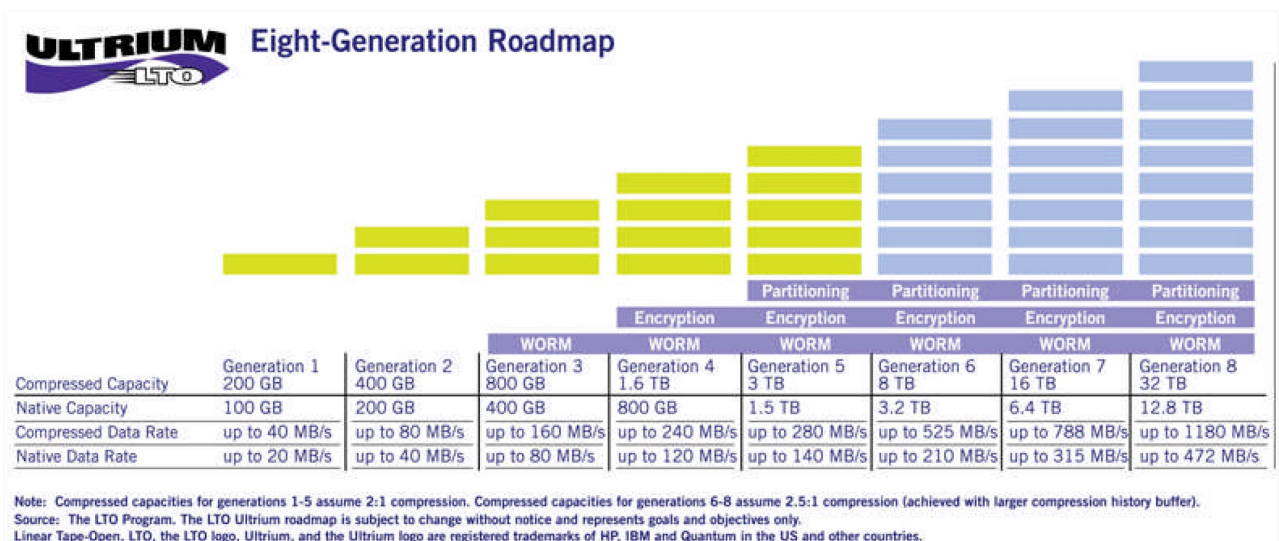 ULTRIUM
LTO
Eight-Generation Roadmap
Partitioning Partitioning Partitioning Partitioning
Encryption Encryption Encryption Encryption Encryption
WORM WORM WORM WORM WORM WORM
Generation 1 Generation 2 Generation 3 Generation 4 Generation 5 Generation 6 Generation 7 Generation 8
Compressed Capacity 200 GB 400 GB 800 GB 1.6 TB 3 TB 8 TB 16 TB 32 TB
Native Capacity 100 GB 200 GB 400 GB 800 GB 1.5 TB 3.2 TB 6.4 TB 12.8 TB
Compressed Data Rate up to 40 MB/s up to 80 MB/s up to 160 MB/s up to 240 MB/s up to 280 MB/s up to 525 MB/s up to 788 MB/s up to 1180 MB/s
Native Data Rate up to 20 MB/s up to 40 MB/s up to 80 MB/s up to 120 MB/s up to 140 MB/s up to 210 MB/s up to 315 MB/s up to 472 MB/s
Note: Compressed capacities for generations 1-5 assume 2:1 compression. Compressed capacities for generations 6-8 assume 2.5:1 compression (achieved with larger compression history buffer).
Source: The LTO Program. The LTO Ultrium roadmap is subject to change without notice and represents goals and objectives only.
Linear Tape-Open, LTO, the LTO logo, Ultrium, and the Ultrium logo are registered trademarks of HP, IBM and Quantum in the US and other countries.